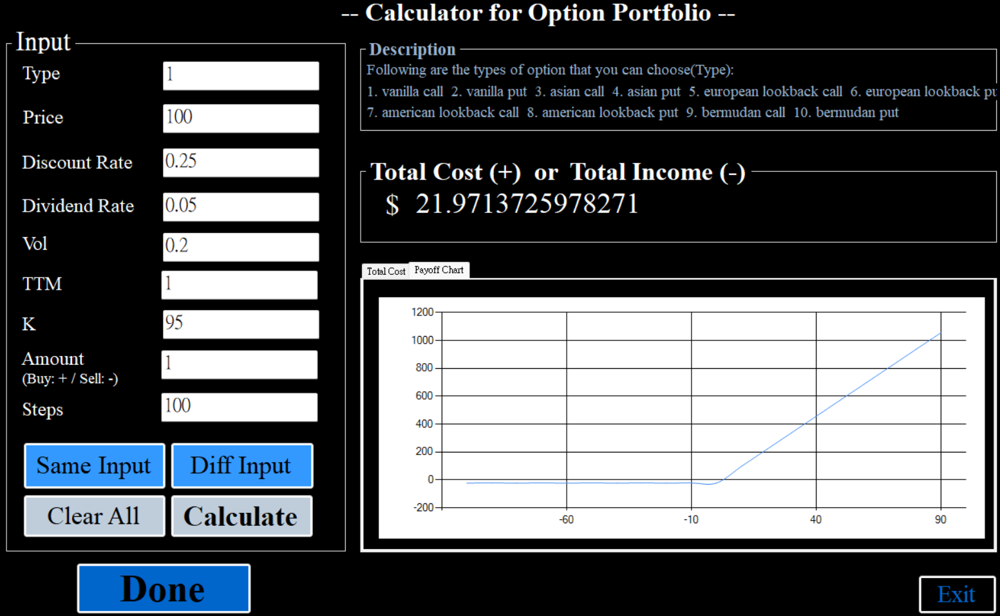 -- Calculator for Option Portfolio --
Input
Type 1
Price 100
Discount Rate 0.25
Dividend Rate 0.05
Vol 0.2
TTM 1
K 95
Amount 1
(Buy: + / Sell: -)
Steps 100
Same Input Diff Input
Clear All Calculate
Done
Description
Following are the types of option that you can choose(Type):
1. vanilla call 2. vanilla put 3. asian call 4. asian put 5. european lookback call 6. european lookback pu
7. american lookback call 8. american lookback put 9. bermudan call 10. bermudan put
Total Cost (+) or Total Income (-)
$ 21.9713725978271
Total Cost Payoff Chart
1200
1000
800
600
400
200
0
-200
-60 -10 40 90
Exit